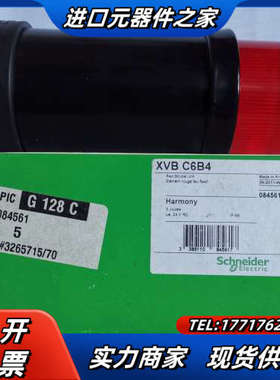 进口元器件之家
XVB C6B4
PIC G 128 C
084561
5
#3265715/70
Harmony
084561
Schneider
Electric
开票
TEL:1771762
实力商家 现货供